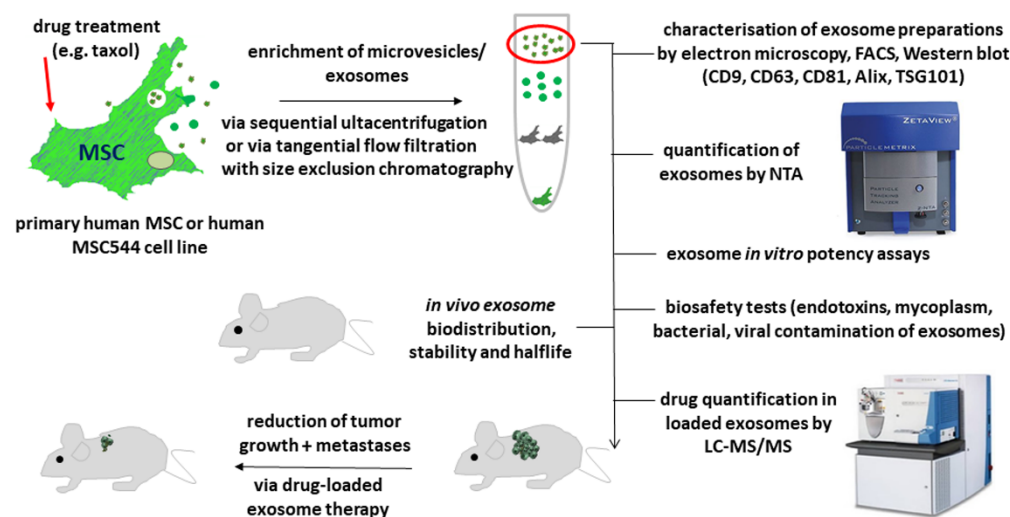 drug treatment
(e.g. taxol)
MSC
primary human MSC or human
MSC544 cell line
enrichment of microvesicles/
exosomes
via sequential ultacentrifugation
or via tangential flow filtration
with size exclusion chromatography
characterisation of exosome preparations
by electron microscopy, FACS, Western blot
(CD9, CD63, CD81, Alix, TSG101)
quantification of
exosomes by NTA
ZETAVIEW
PARTICLEMETRIX
PARTICLE
TRACKING
ANALYZER
exosome in vitro potency assays
in vivo exosome
biodistribution,
stability and halflife
biosafety tests (endotoxins, mycoplasm,
bacterial, viral contamination of exosomes)
drug quantification in
loaded exosomes by
LC-MS/MS
reduction of tumor
growth + metastases
via drug-loaded
exosome therapy